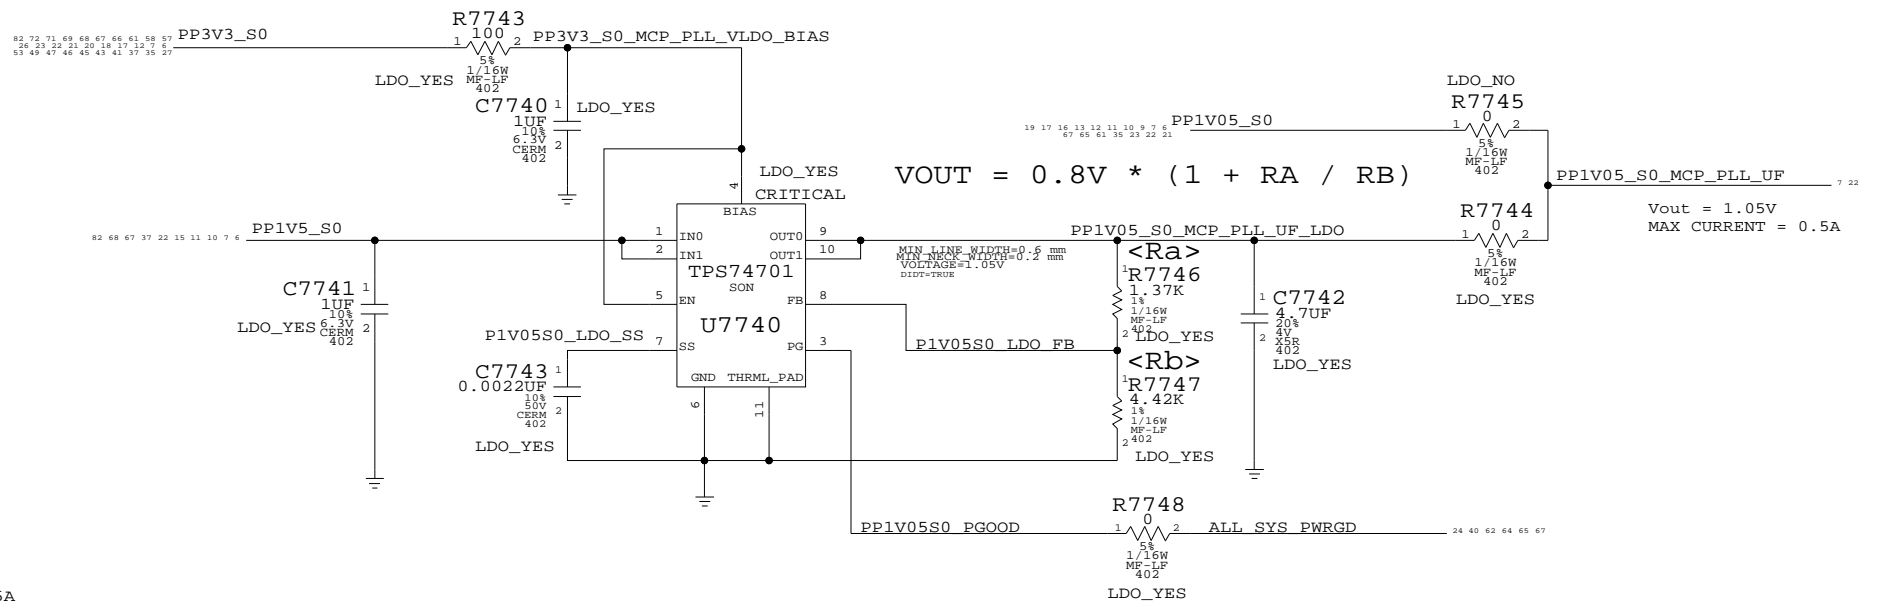 R7743
100
5%
1/16W
MF-LF
402
LDO_YES
82 72 71 69 68 67 66 61 58 57
26 23 22 21 20 18 17 12 7 6
53 49 47 46 45 43 41 37 35 27
PP3V3_S0
1
2
PP3V3_S0_MCP_PLL_VLDO_BIAS
C7740
1UF
10%
6.3V
CERM
402
1
2
LDO_YES
LDO_NO
R7745
0
5%
1/16W
MF-LF
402
19 17 16 13 12 11 10 9 7 6
67 65 61 35 23 22 21
PP1V05_S0
1
2
VOUT = 0.8V * (1 + RA / RB)
LDO_YES
CRITICAL
4
BIAS
PP1V05_S0_MCP_PLL_UF
7 22
Vout = 1.05V
MAX CURRENT = 0.5A
82 68 67 37 22 15 11 10 7 6
PP1V5_S0
1
IN0
2
IN1
OUT0
9
OUT1
10
TPS74701
SON
5
EN
FB
8
U7740
7
SS
PG
3
GND
THRML_PAD
6
11
PP1V05_S0_MCP_PLL_UF_LDO
MIN_LINE_WIDTH=0.6 mm
MIN_NECK_WIDTH=0.2 mm
VOLTAGE=1.05V
DIDT=TRUE
R7744
0
5%
1/16W
MF-LF
402
LDO_YES
1
2
<Ra>
R7746
1.37K
1%
1/16W
MF-LF
402
1
2
LDO_YES
C7742
4.7UF
20%
4V
X5R
402
1
2
LDO_YES
C7741
1UF
10%
6.3V
CERM
402
1
2
LDO_YES
P1V05S0_LDO_SS
P1V05S0_LDO_FB
<Rb>
R7747
4.42K
1%
1/16W
MF-LF
402
1
2
LDO_YES
C7743
0.0022UF
10%
50V
CERM
402
1
2
LDO_YES
PP1V05S0_PGOOD
R7748
0
5%
1/16W
MF-LF
402
LDO_YES
1
2
ALL_SYS_PWRGD
24 40 62 64 65 67